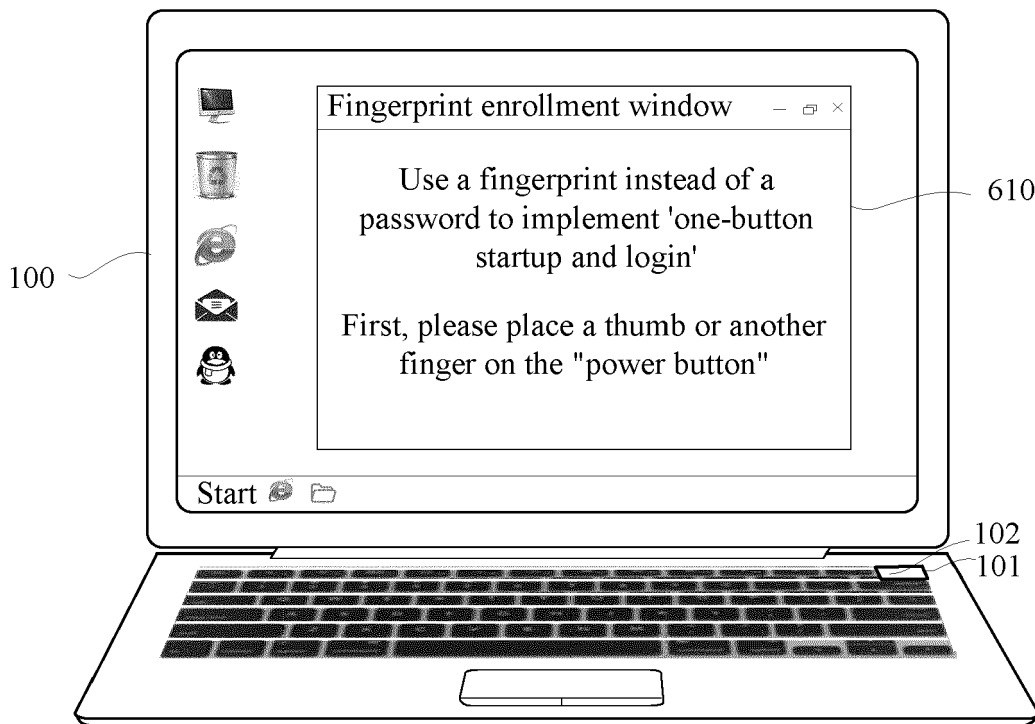 Fingerprint enrollment window
Use a fingerprint instead of a
password to implement 'one-button
startup and login'
First, please place a thumb or another
finger on the "power button"
610
100
Start
102
101